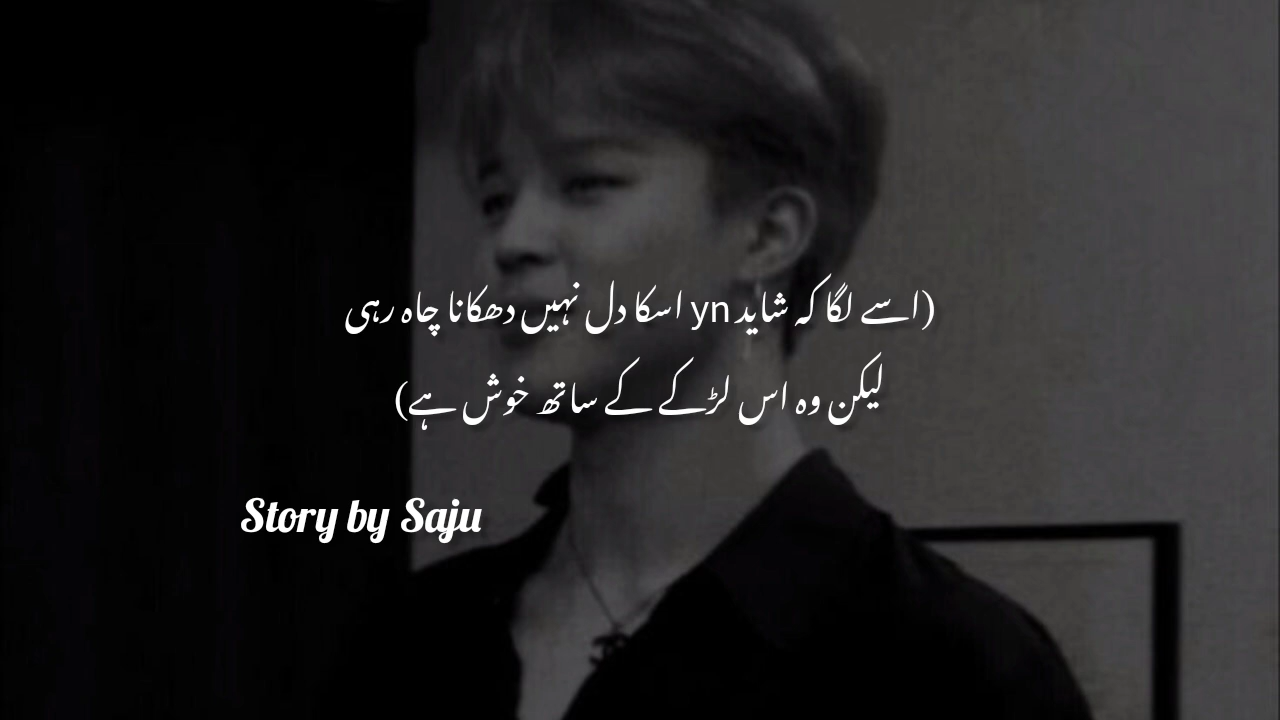 (اسے لگا کہ شاید yn اسکا دل نہیں دھکانا چاہ رہی
لیکن وہ اس لڑکے کے ساتھ خوش ہے)
Story by Saju